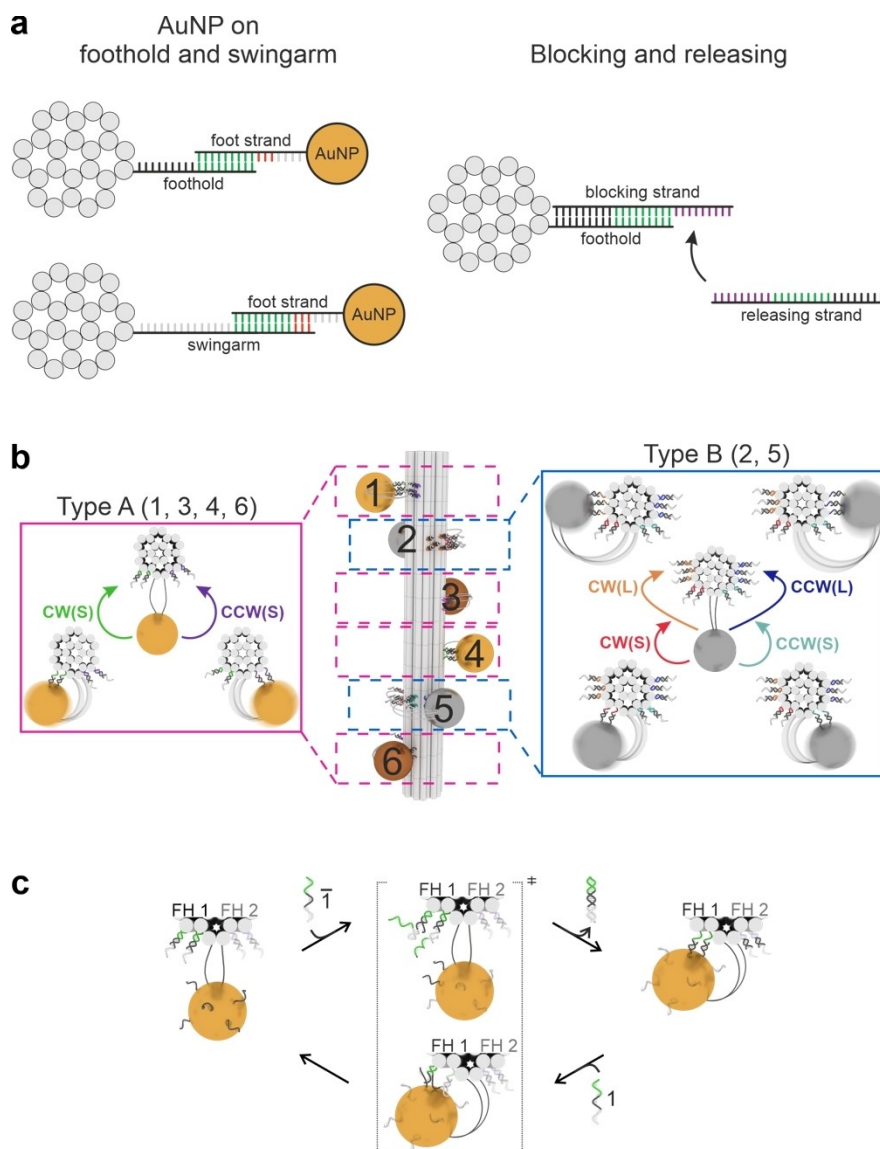 a
AuNP on
foothold and swingarm
Blocking and releasing
foot strand
AuNP
foothold
blocking strand
foothold
foot strand
AuNP
swingarm
releasing strand
b
Type A (1, 3, 4, 6)
Type B (2, 5)
1
2
3
4
5
6
CW(S)
CCW(S)
CW(L)
CCW(L)
CW(S)
CCW(S)
c
FH 1 FH 2
1̅
FH 1 FH 2
‡
FH 1 FH 2
FH 1 FH 2
1